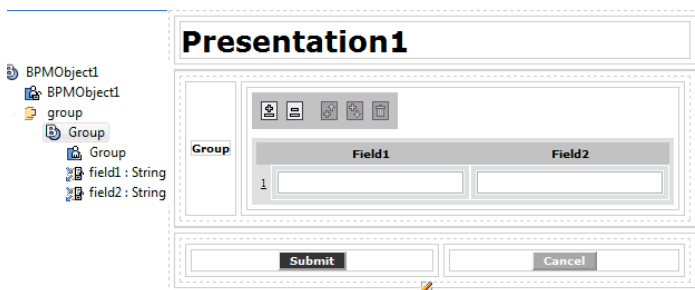 Presentation1
BPMObject1
BPMObject1
group
Group
Group
field1 : String
field2 : String
Group
Field1 Field2
1
Submit Cancel